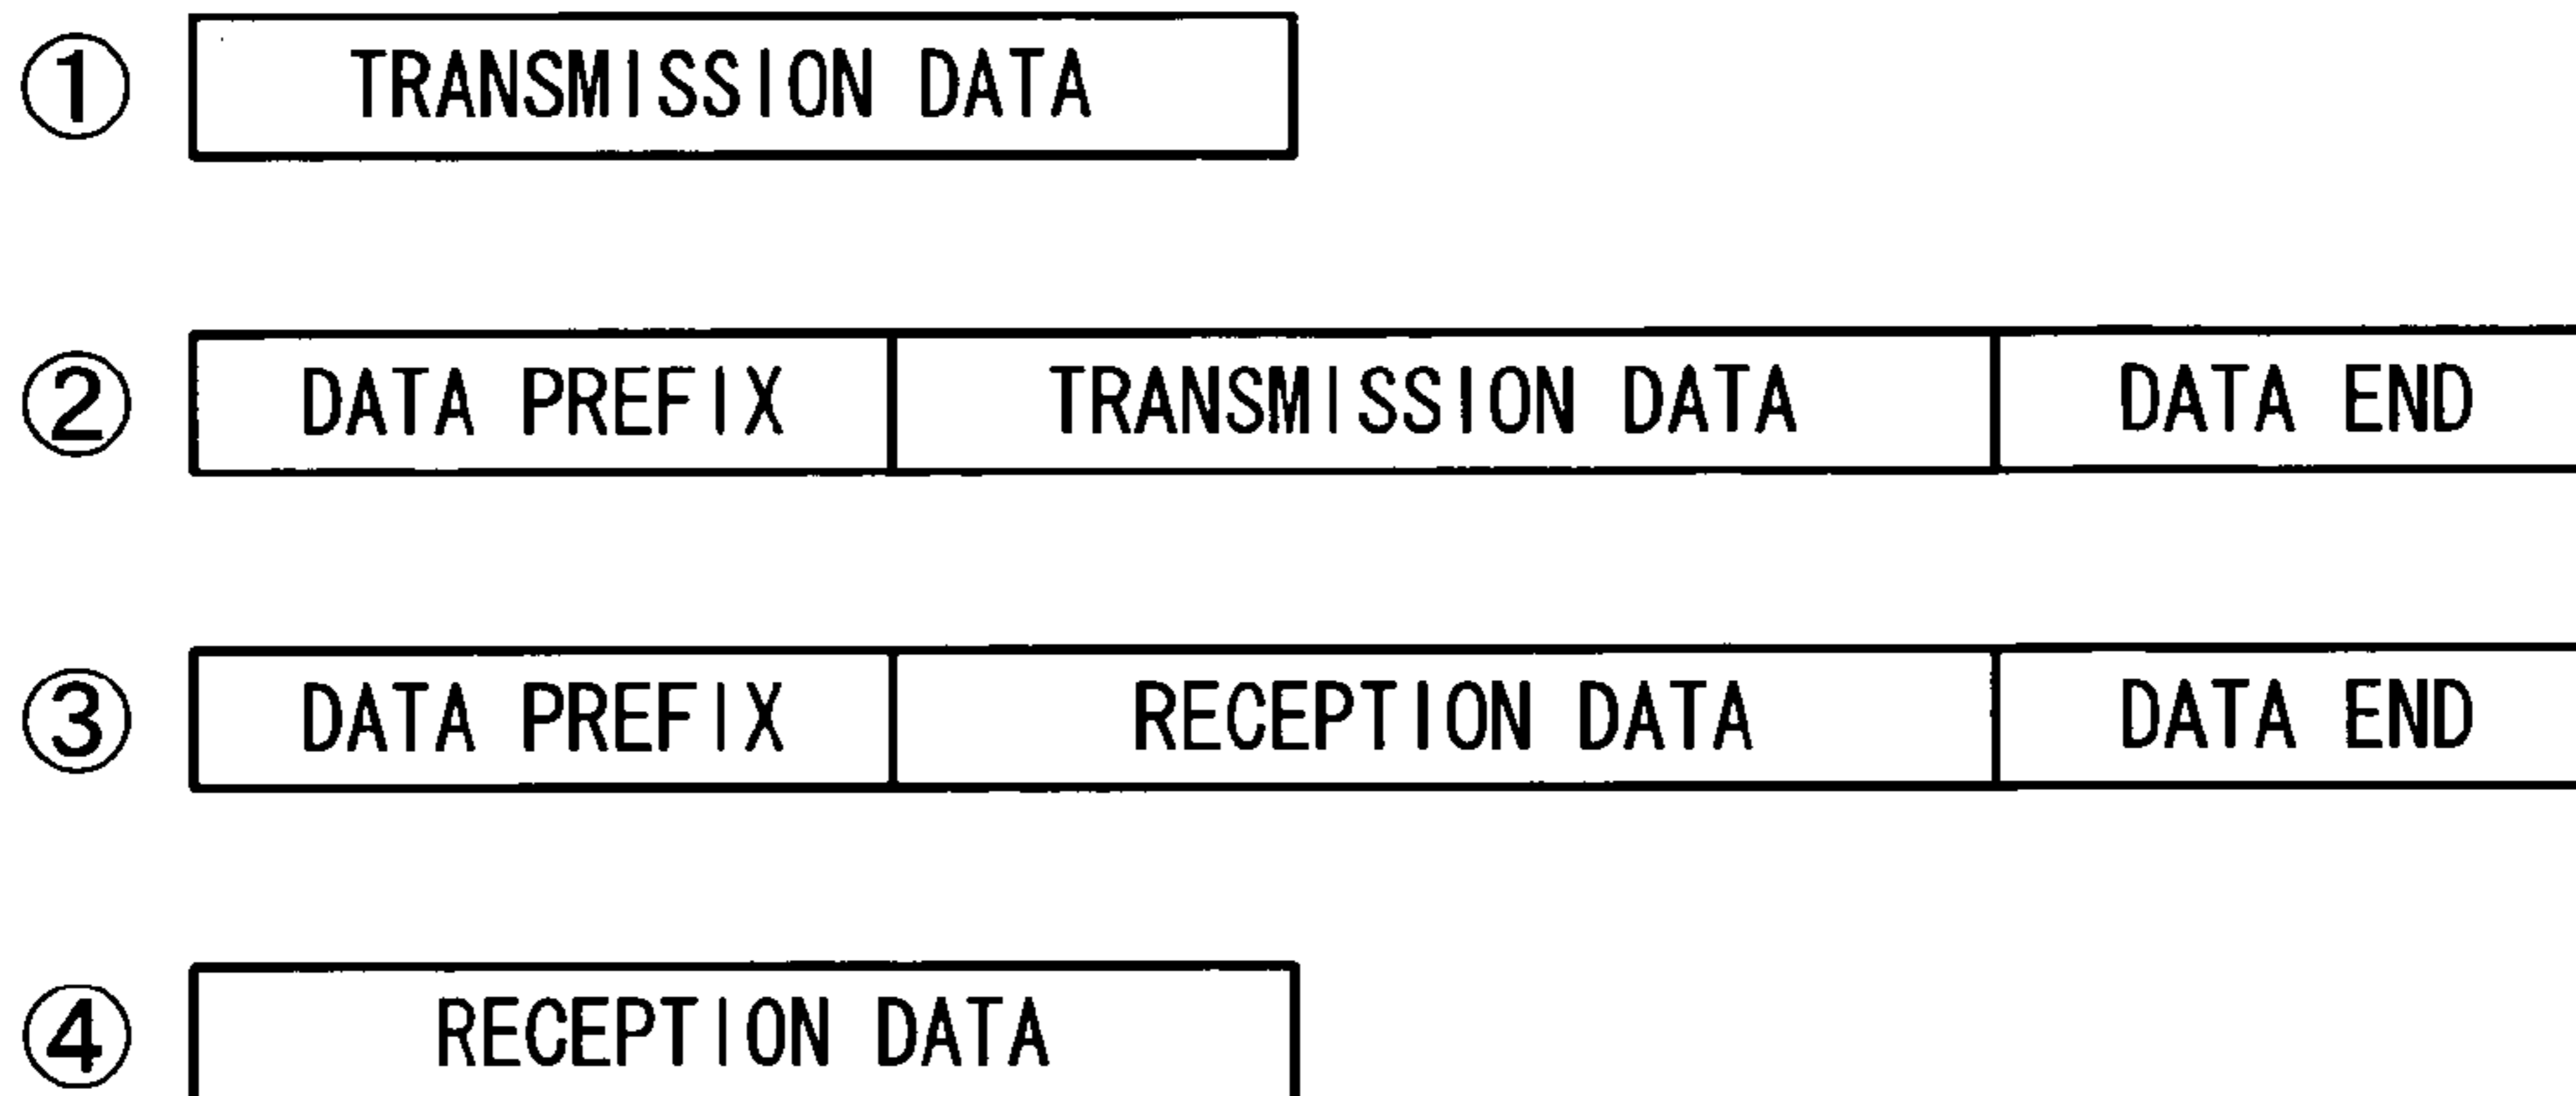 ① TRANSMISSION DATA
② DATA PREFIX TRANSMISSION DATA DATA END
③ DATA PREFIX RECEPTION DATA DATA END
④ RECEPTION DATA